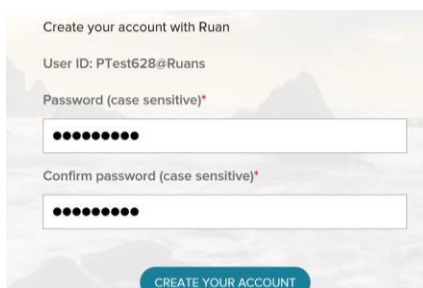 Create your account with Ruan
User ID: PTest628@Ruans
Password (case sensitive)*
●●●●●●●●●
Confirm password (case sensitive)*
●●●●●●●●●
CREATE YOUR ACCOUNT